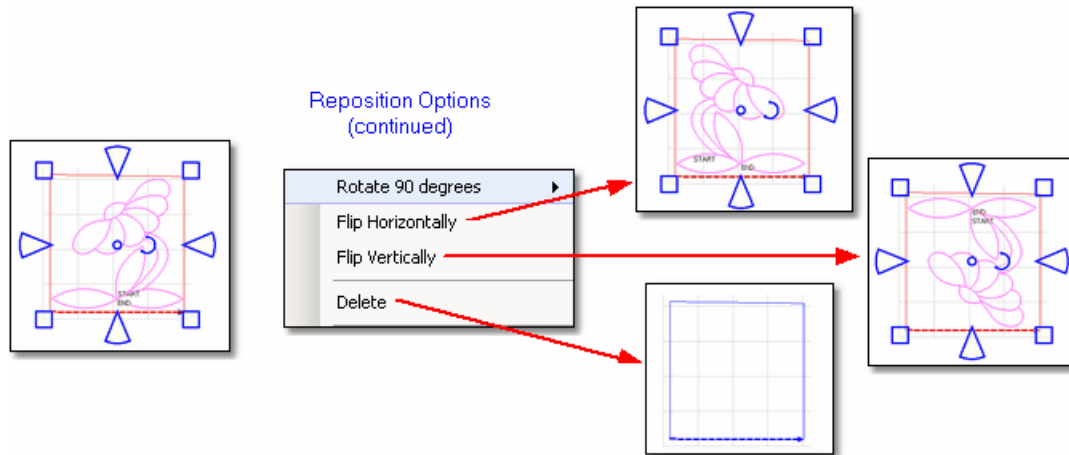 Reposition Options
(continued)
START
END
Rotate 90 degrees
Flip Horizontally
Flip Vertically
Delete
START END
END
START